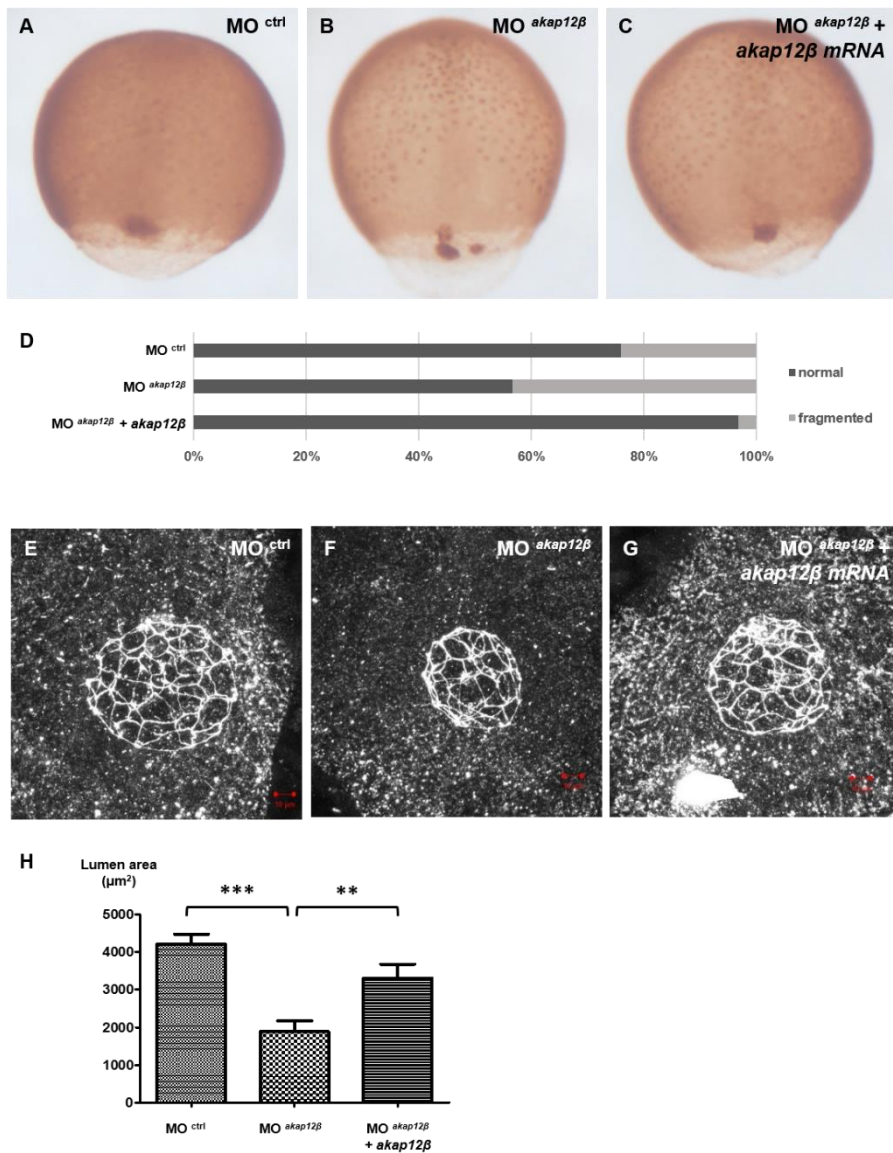 A
MO ctrl
B
MO akap12β
C
MO akap12β +
akap12β mRNA
D
MO ctrl
MO akap12β
MO akap12β + akap12β
normal
fragmented
0%
20%
40%
60%
80%
100%
E
MO ctrl
F
MO akap12β
G
MO akap12β +
akap12β mRNA
H
Lumen area
(µm²)
***
**
5000
4000
3000
2000
1000
0
MO ctrl
MO akap12β
MO akap12β
+ akap12β